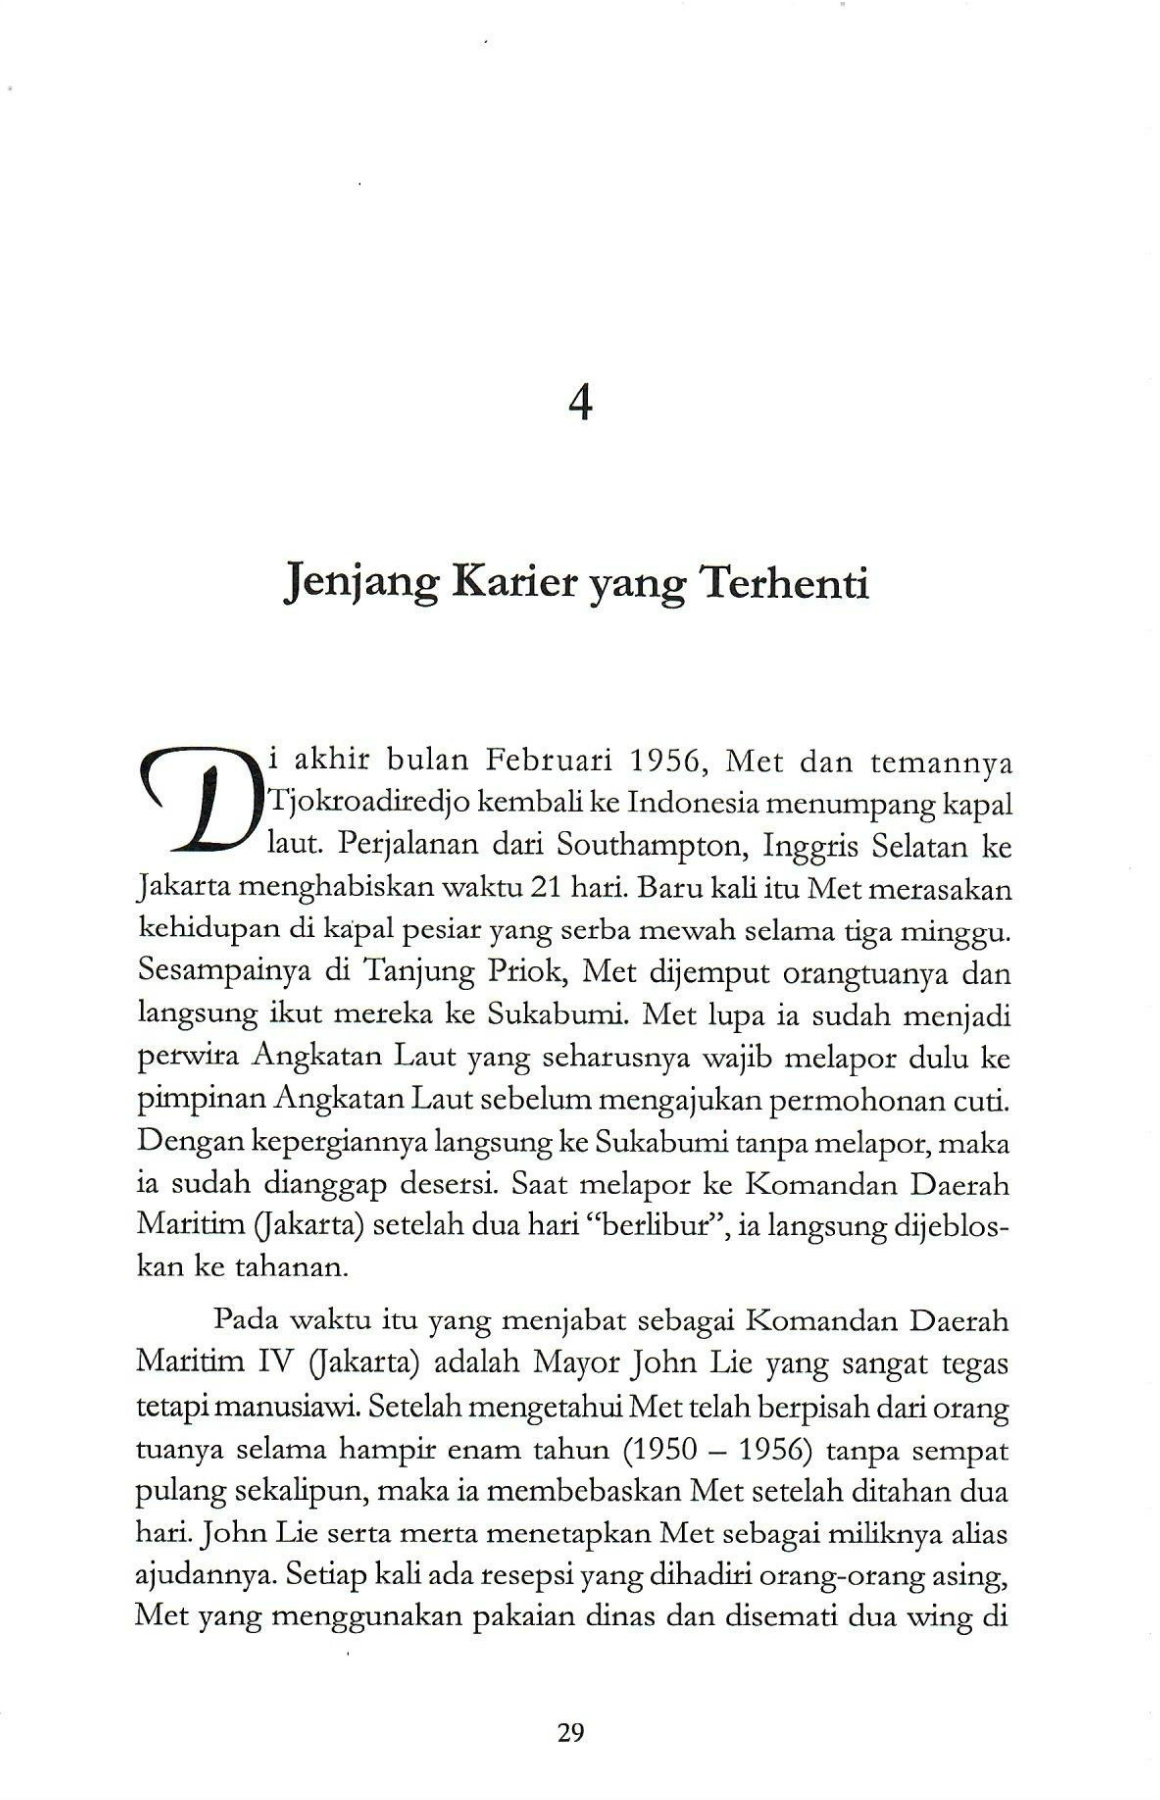 4
Jenjang Karier yang Terhenti
Di akhir bulan Februari 1956, Met dan temannya
Tjokroadiredjo kembali ke Indonesia menumpang kapal
laut. Perjalanan dari Southampton, Inggris Selatan ke
Jakarta menghabiskan waktu 21 hari. Baru kali itu Met merasakan
kehidupan di kapal pesiar yang serba mewah selama tiga minggu.
Sesampainya di Tanjung Priok, Met dijemput orangtuanya dan
langsung ikut mereka ke Sukabumi. Met lupa ia sudah menjadi
perwira Angkatan Laut yang seharusnya wajib melapor dulu ke
pimpinan Angkatan Laut sebelum mengajukan permohonan cuti.
Dengan kepergiannya langsung ke Sukabumi tanpa melapor, maka
ia sudah dianggap desersi. Saat melapor ke Komandan Daerah
Maritim (Jakarta) setelah dua hari “berlibur”, ia langsung dijeblos-
kan ke tahanan.
Pada waktu itu yang menjabat sebagai Komandan Daerah
Maritim IV (Jakarta) adalah Mayor John Lie yang sangat tegas
tetapi manusiawi. Setelah mengetahui Met telah berpisah dari orang
tuanya selama hampir enam tahun (1950 – 1956) tanpa sempat
pulang sekalipun, maka ia membebaskan Met setelah ditahan dua
hari. John Lie serta merta menetapkan Met sebagai miliknya alias
ajudannya. Setiap kali ada resepsi yang dihadiri orang-orang asing,
Met yang menggunakan pakaian dinas dan disemati dua wing di
29